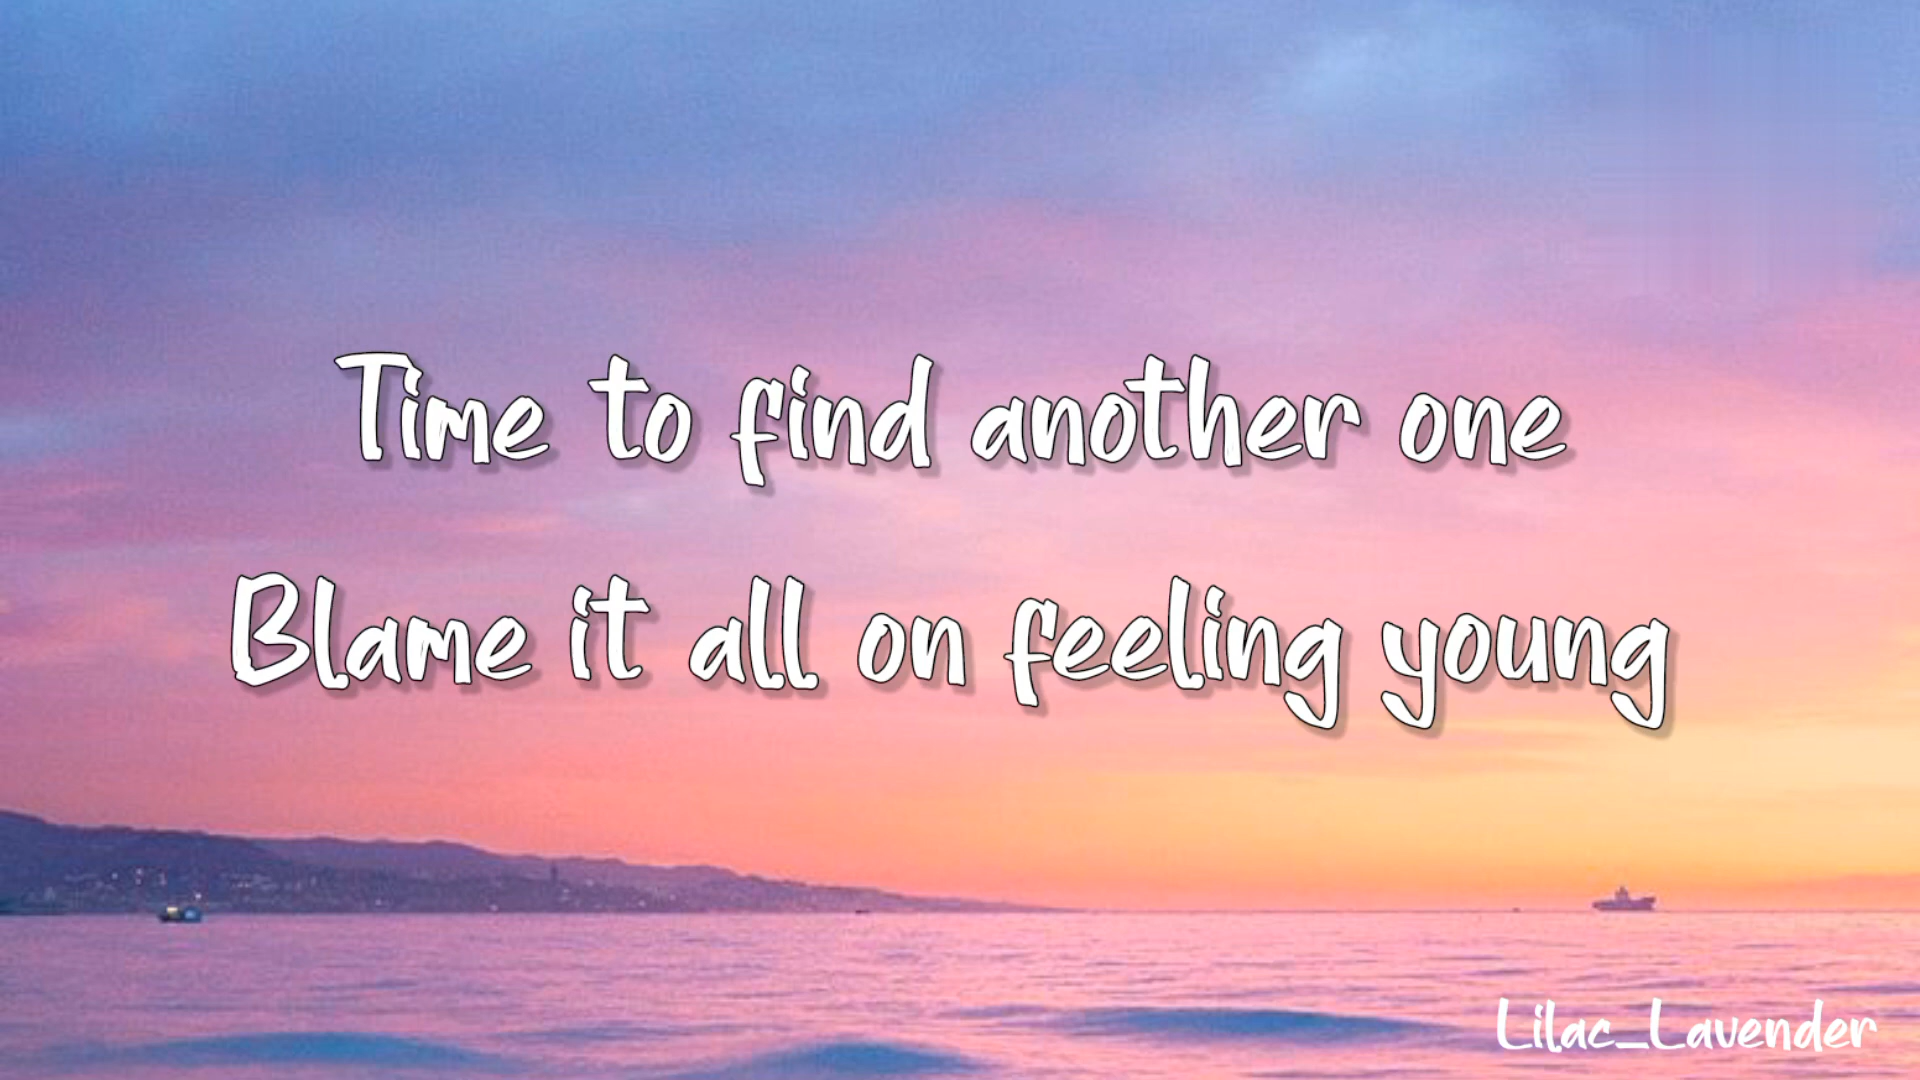 Time to find another one
Blame it all on feeling young
Lilac_Lavender